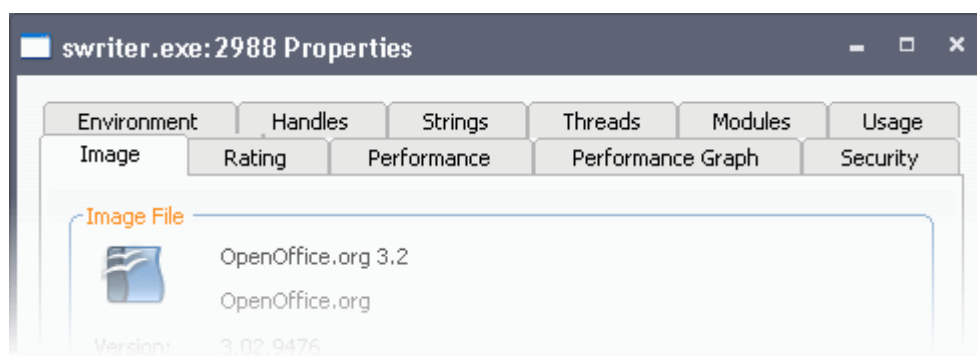 swriter.exe:2988 Properties
Environment Handles Strings Threads Modules Usage
Image Rating Performance Performance Graph Security
Image File
OpenOffice.org 3.2
OpenOffice.org
Version: 3.02.9476